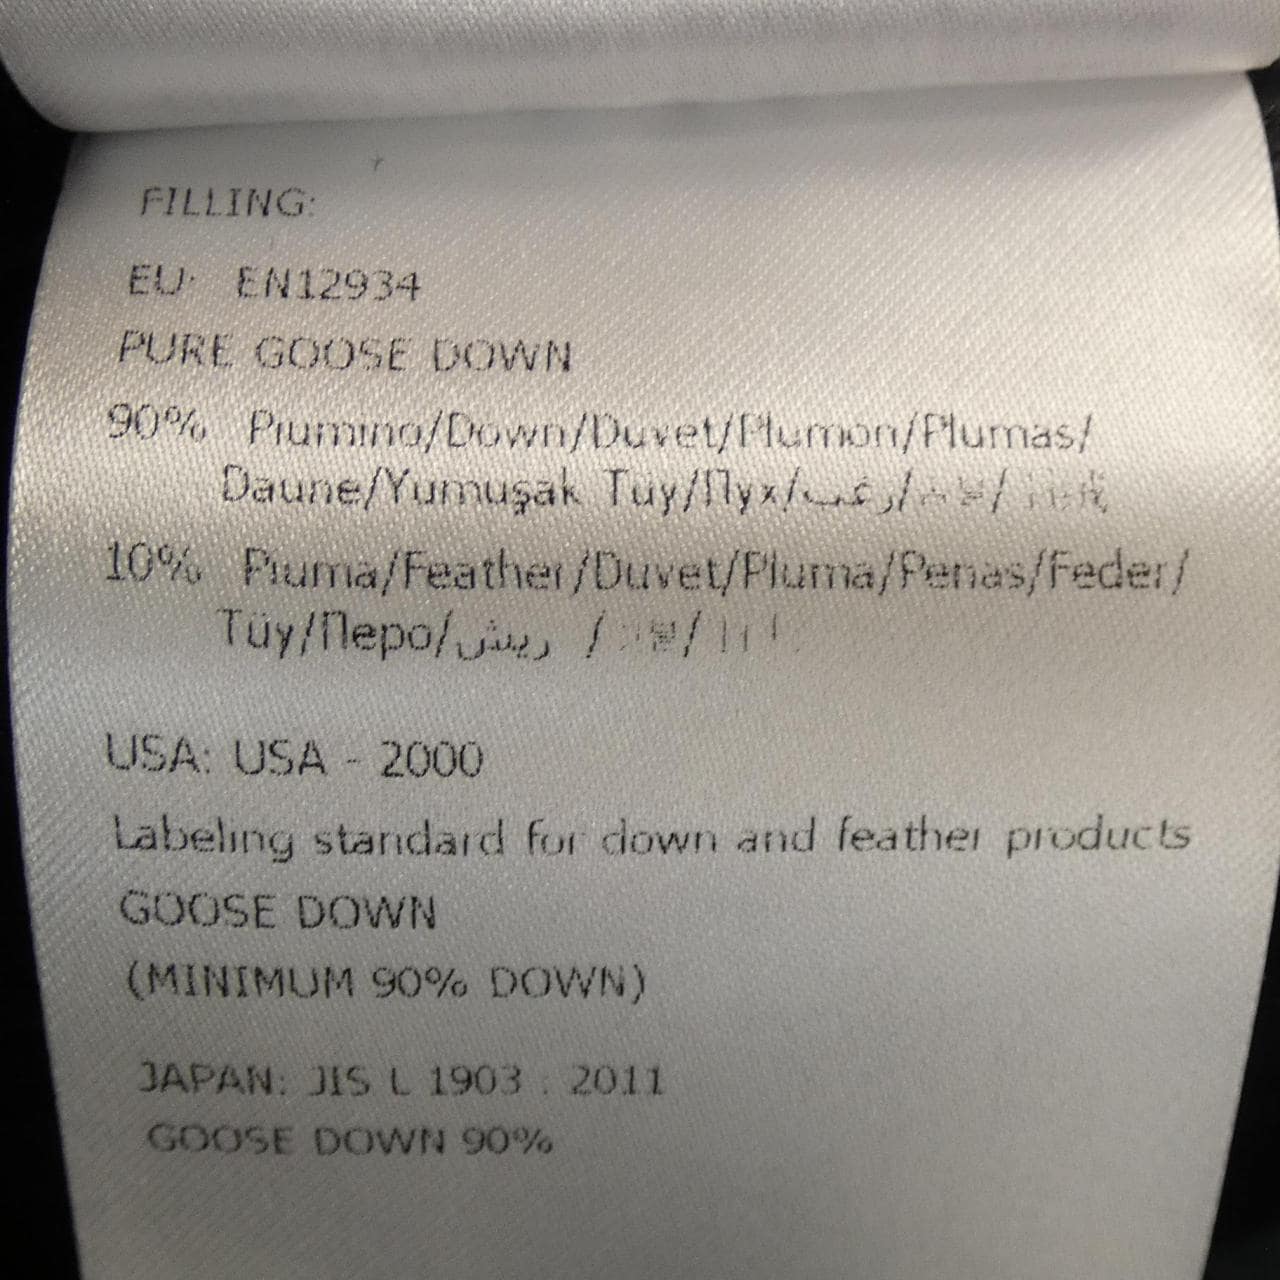 FILLING:
EU: EN12934
PURE GOOSE DOWN
90% Piumino/Down/Duvet/Plumon/Plumas/
Daune/Yumuşak Tüy/Пух/زغب/
10% Piuma/Feather/Duvet/Pluma/Penas/Feder/
Tüy/Перо/ريش /
USA: USA - 2000
Labeling standard for down and feather products
GOOSE DOWN
(MINIMUM 90% DOWN)
JAPAN: JIS L 1903 : 2011
GOOSE DOWN 90%